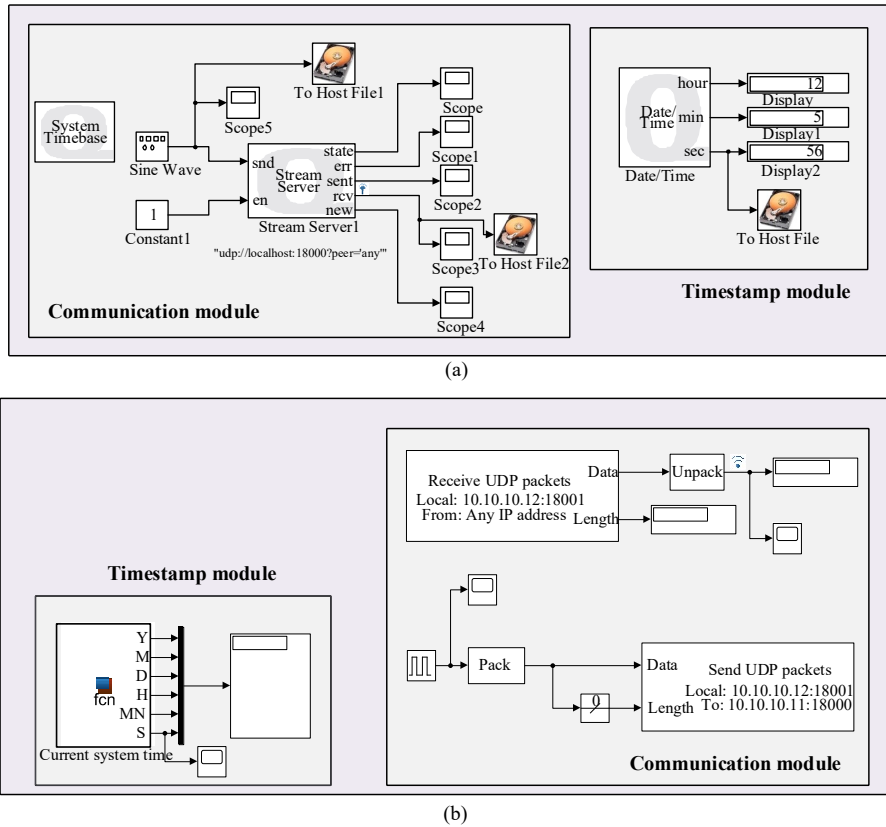 System
Timebase
Sine Wave
1
Constant1
Scope5
To Host File1
snd
en
Stream
Server
state
err
sent
rcv
new
Stream Server1
"udp://localhost:18000?peer='any'"
Scope
Scope1
Scope2
Scope3
To Host File2
Scope4
Communication module
Date/
Time
hour
min
sec
Date/Time
12
Display
5
Display1
56
Display2
To Host File
Timestamp module
(a)
Timestamp module
fcn
Y
M
D
H
MN
S
Current system time
Receive UDP packets
Local: 10.10.10.12:18001
From: Any IP address
Data
Length
Unpack
Pack
0
Data
Length
Send UDP packets
Local: 10.10.10.12:18001
To: 10.10.10.11:18000
Communication module
(b)